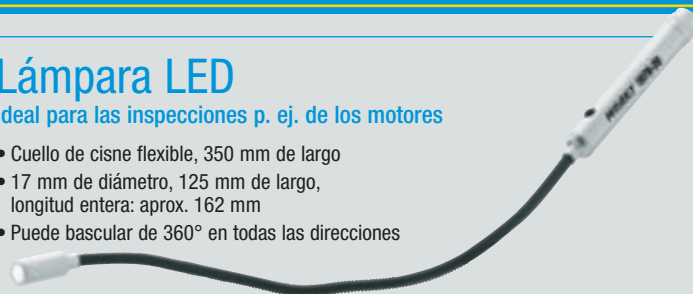 Lámpara LED
Ideal para las inspecciones p. ej. de los motores
• Cuello de cisne flexible, 350 mm de largo
• 17 mm de diámetro, 125 mm de largo,
longitud entera: aprox. 162 mm
• Puede bascular de 360° en todas las direcciones
HAZET